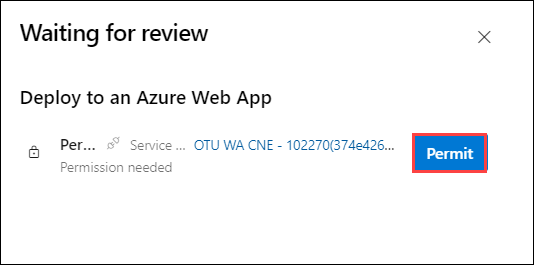 Waiting for review
Deploy to an Azure Web App
Per... Service ... OTU WA CNE - 102270(374e426... Permit
Permission needed